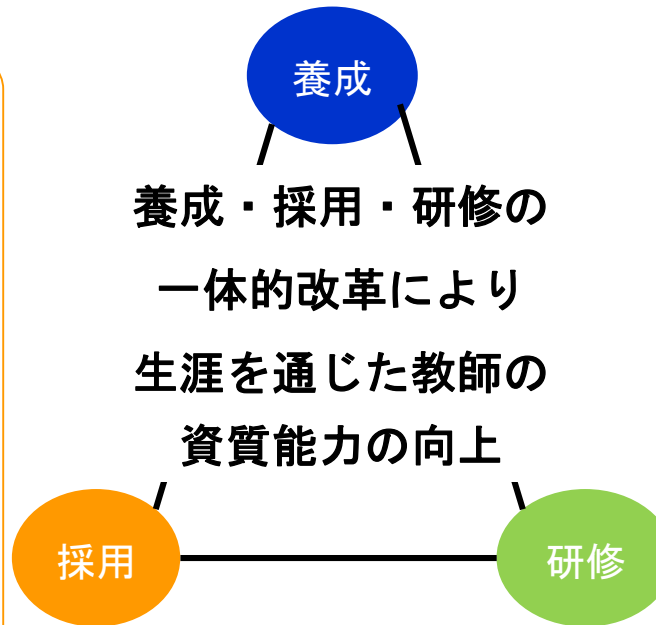 養成
養成・採用・研修の
一体的改革により
生涯を通じた教師の
資質能力の向上
採用
研修